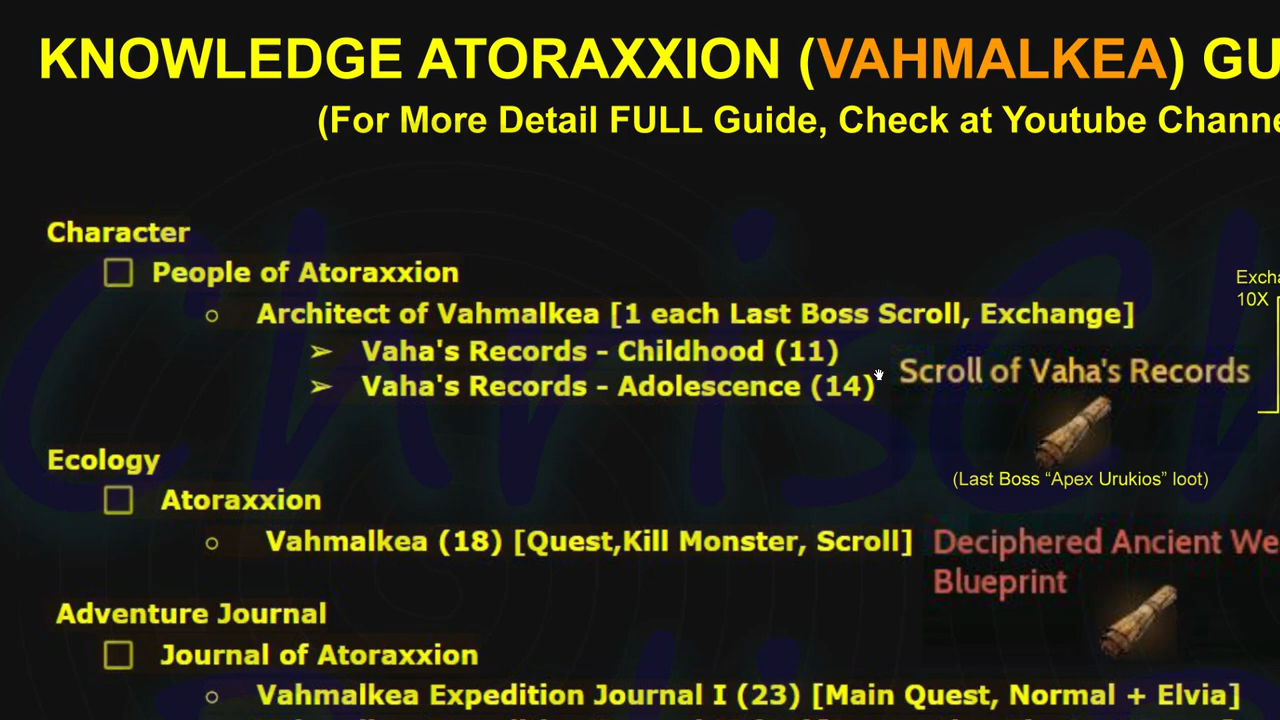 KNOWLEDGE ATORAXXION (VAHMALKEA) GU
(For More Detail FULL Guide, Check at Youtube Channe
Character
People of Atoraxxion
Excha
10X
Architect of Vahmalkea [1 each Last Boss Scroll, Exchange]
Vaha's Records - Childhood (11)
Vaha's Records - Adolescence (14)
Scroll of Vaha's Records
(Last Boss “Apex Urukios” loot)
Ecology
Atoraxxion
Vahmalkea (18) [Quest,Kill Monster, Scroll]
Deciphered Ancient We
Blueprint
Adventure Journal
Journal of Atoraxxion
Vahmalkea Expedition Journal I (23) [Main Quest, Normal + Elvia]